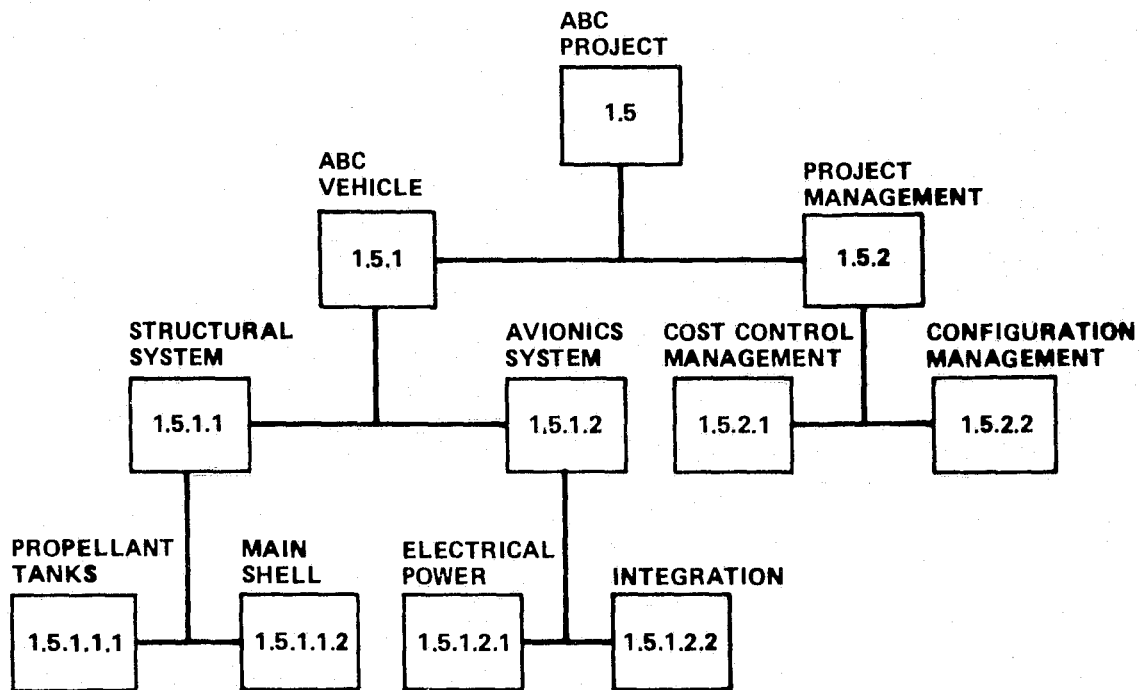 ABC
PROJECT
1.5
ABC
VEHICLE
PROJECT
MANAGEMENT
1.5.1
1.5.2
STRUCTURAL
SYSTEM
AVIONICS
SYSTEM
COST CONTROL
MANAGEMENT
CONFIGURATION
MANAGEMENT
1.5.1.1
1.5.1.2
1.5.2.1
1.5.2.2
PROPELLANT
TANKS
MAIN
SHELL
ELECTRICAL
POWER
INTEGRATION
1.5.1.1.1
1.5.1.1.2
1.5.1.2.1
1.5.1.2.2